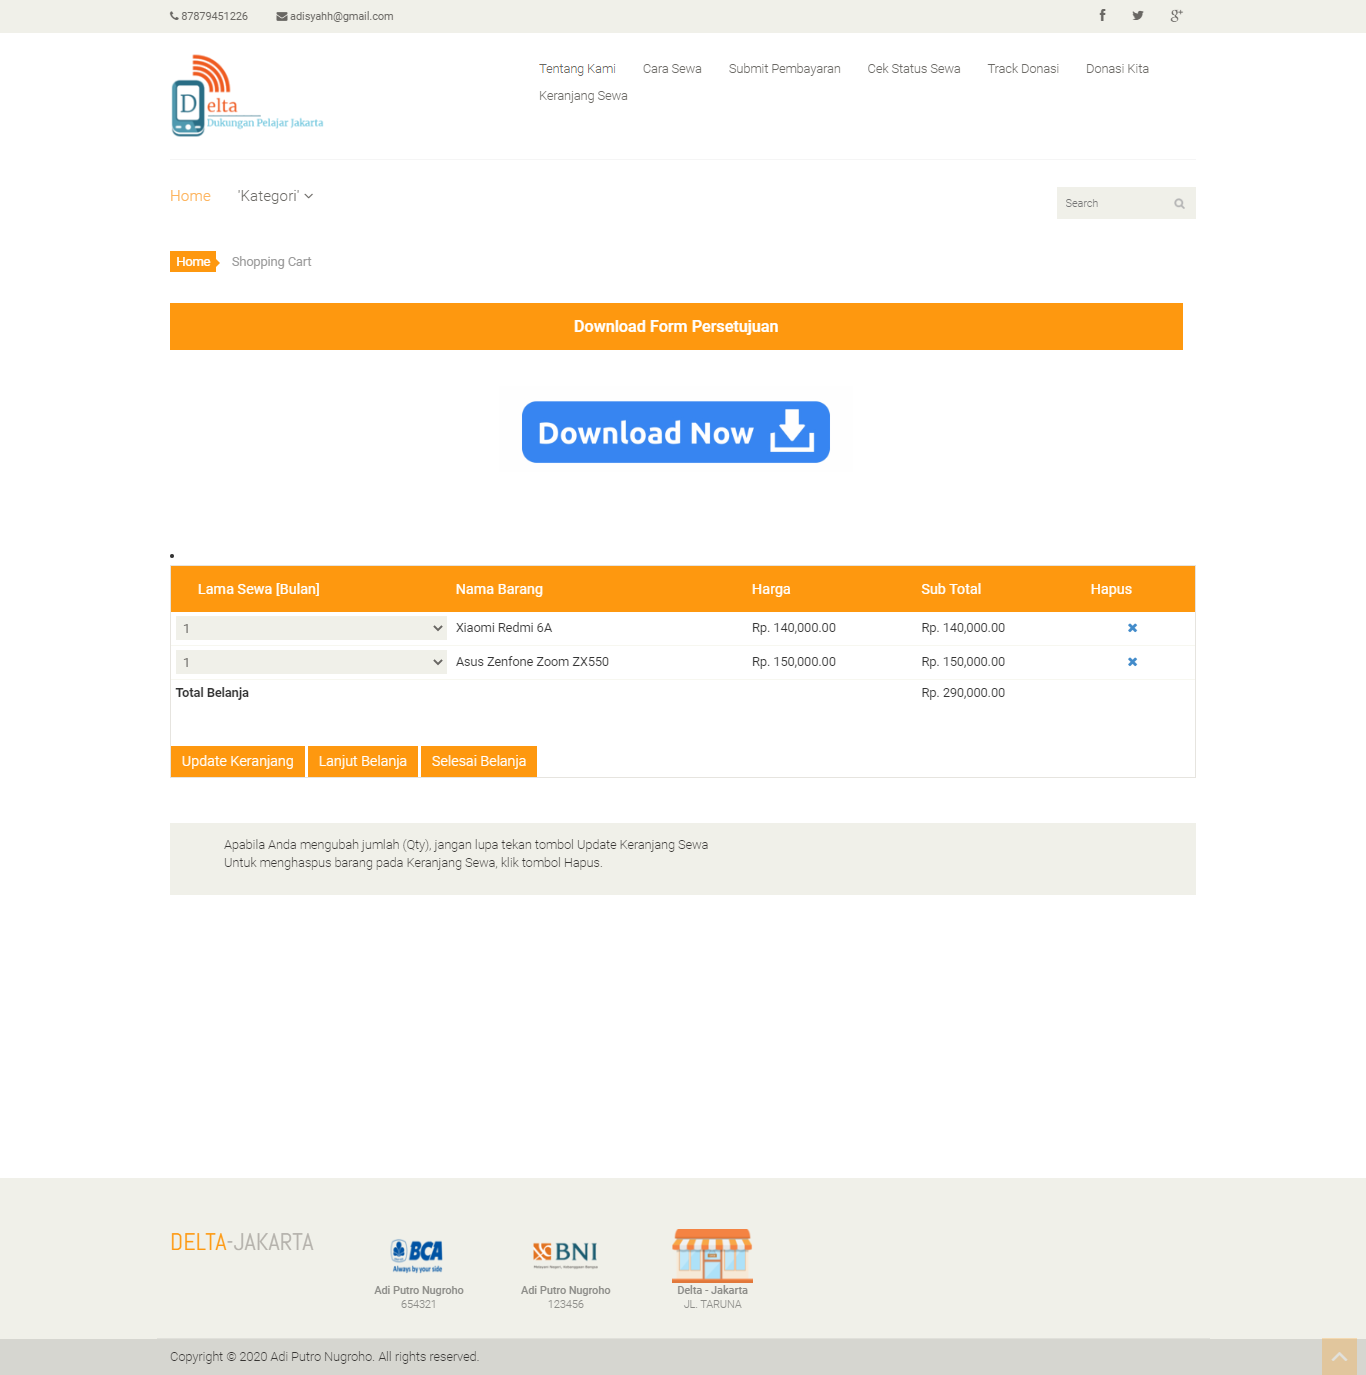 87879451226 adisyahh@gmail.com
Delta
Dukungan Pelajar Jakarta
Tentang Kami Cara Sewa Submit Pembayaran Cek Status Sewa Track Donasi Donasi Kita
Keranjang Sewa
Home 'Kategori'
Search
Home Shopping Cart
Download Form Persetujuan
Download Now
Lama Sewa [Bulan] Nama Barang Harga Sub Total Hapus
1 Xiaomi Redmi 6A Rp. 140,000.00 Rp. 140,000.00
1 Asus Zenfone Zoom ZX550 Rp. 150,000.00 Rp. 150,000.00
Total Belanja Rp. 290,000.00
Update Keranjang Lanjut Belanja Selesai Belanja
Apabila Anda mengubah jumlah (Qty), jangan lupa tekan tombol Update Keranjang Sewa
Untuk menghaspus barang pada Keranjang Sewa, klik tombol Hapus.
DELTA-JAKARTA
BCA
Always by your side
Adi Putro Nugroho
654321
BNI
Adi Putro Nugroho
123456
Delta - Jakarta
JL. TARUNA
Copyright © 2020 Adi Putro Nugroho. All rights reserved.